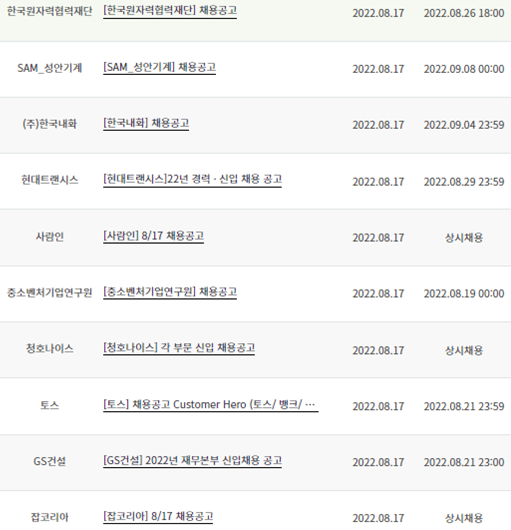 한국원자력협력재단 [한국원자력협력재단] 채용공고 2022.08.17 2022.08.26 18:00
SAM_성안기계 [SAM_성안기계] 채용공고 2022.08.17 2022.09.08 00:00
(주)한국내화 [한국내화] 채용공고 2022.08.17 2022.09.04 23:59
현대트랜시스 [현대트랜시스]22년 경력 · 신입 채용 공고 2022.08.17 2022.08.29 23:59
사람인 [사람인] 8/17 채용공고 2022.08.17 상시채용
중소벤처기업연구원 [중소벤처기업연구원] 채용공고 2022.08.17 2022.08.19 00:00
청호나이스 [청호나이스] 각 부문 신입 채용공고 2022.08.17 상시채용
토스 [토스] 채용공고 Customer Hero (토스/ 뱅크/ ··· 2022.08.17 2022.08.21 23:59
GS건설 [GS건설] 2022년 재무본부 신입채용 공고 2022.08.17 2022.08.21 23:00
잡코리아 [잡코리아] 8/17 채용공고 2022.08.17 상시채용